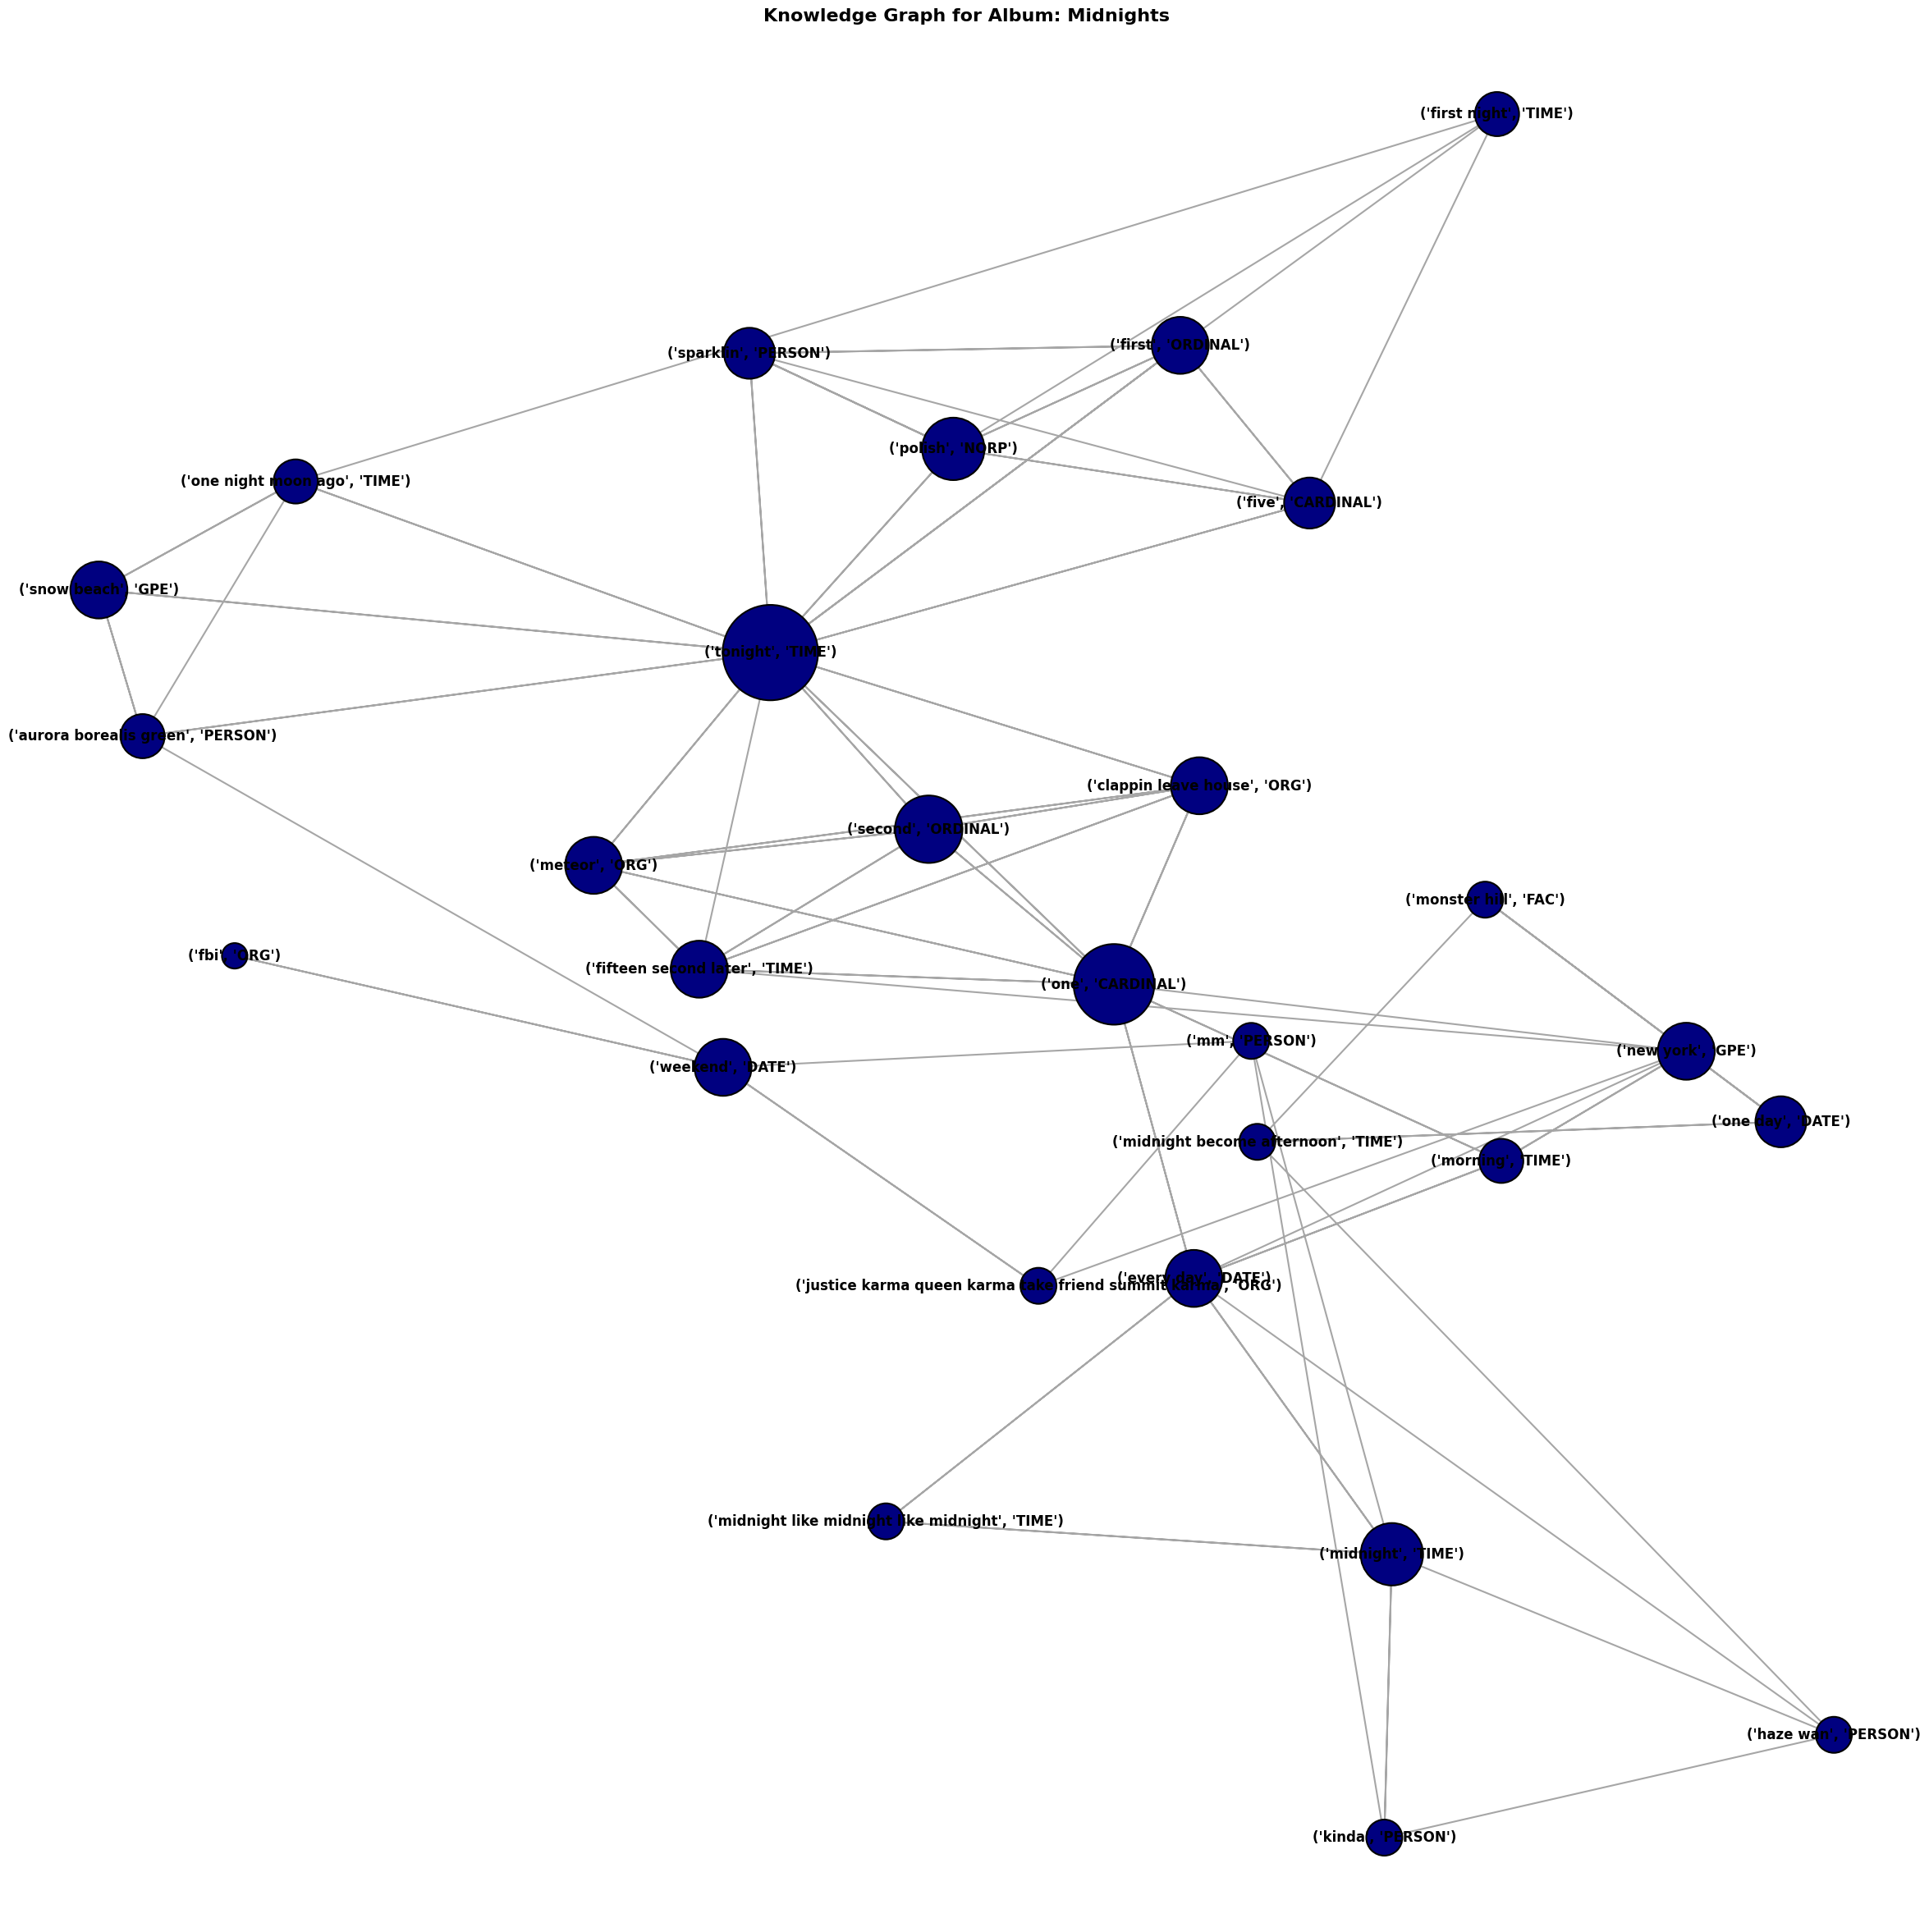 Knowledge Graph for Album: Midnights
('first night', 'TIME')
('first', 'ORDINAL')
('sparklin', 'PERSON')
('polish', 'NORP')
('one night moon ago', 'TIME')
('five', 'CARDINAL')
('snow beach', 'GPE')
('tonight', 'TIME')
('aurora borealis green', 'PERSON')
('clappin leave house', 'ORG')
('second', 'ORDINAL')
('meteor', 'ORG')
('monster hill', 'FAC')
('fbi', 'ORG')
('fifteen second later', 'TIME')
('one', 'CARDINAL')
('mm', 'PERSON')
('new york', 'GPE')
('weekend', 'DATE')
('one day', 'DATE')
('midnight become afternoon', 'TIME')
('morning', 'TIME')
('every day', 'DATE')
('justice karma queen karma take friend summit karma', 'ORG')
('midnight like midnight like midnight', 'TIME')
('midnight', 'TIME')
('haze wan', 'PERSON')
('kinda', 'PERSON')